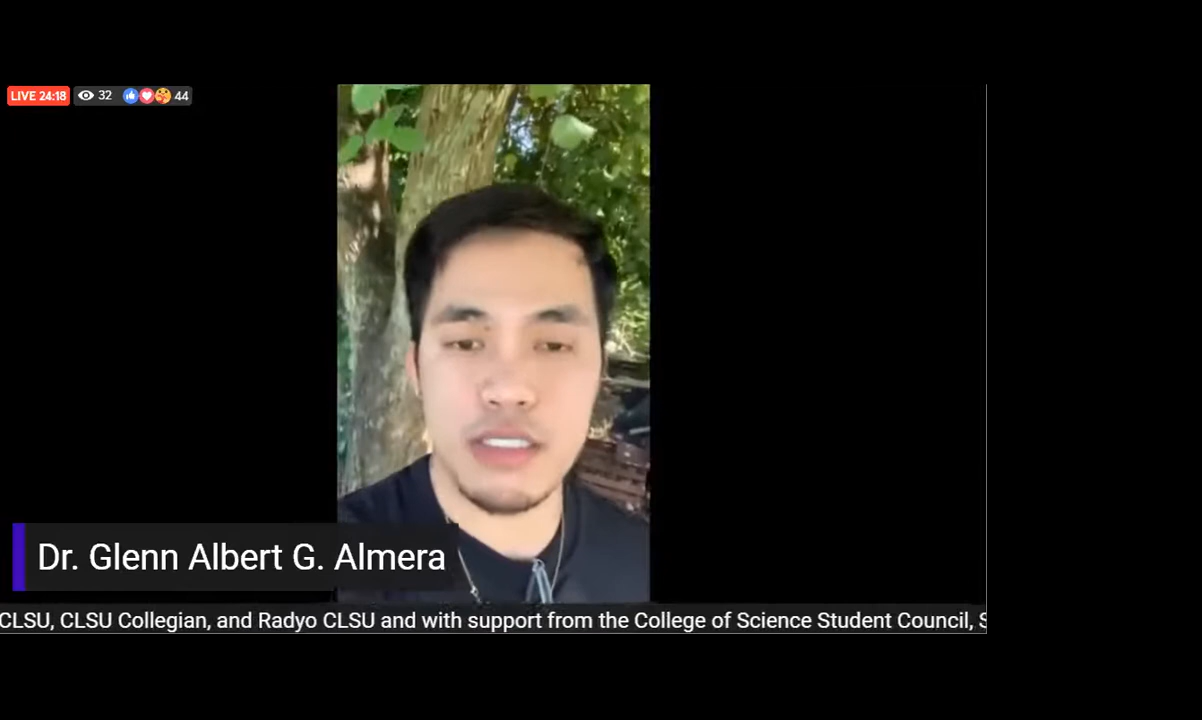 LIVE 24:18 32 44
Dr. Glenn Albert G. Almera
CLSU, CLSU Collegian, and Radyo CLSU and with support from the College of Science Student Council, S